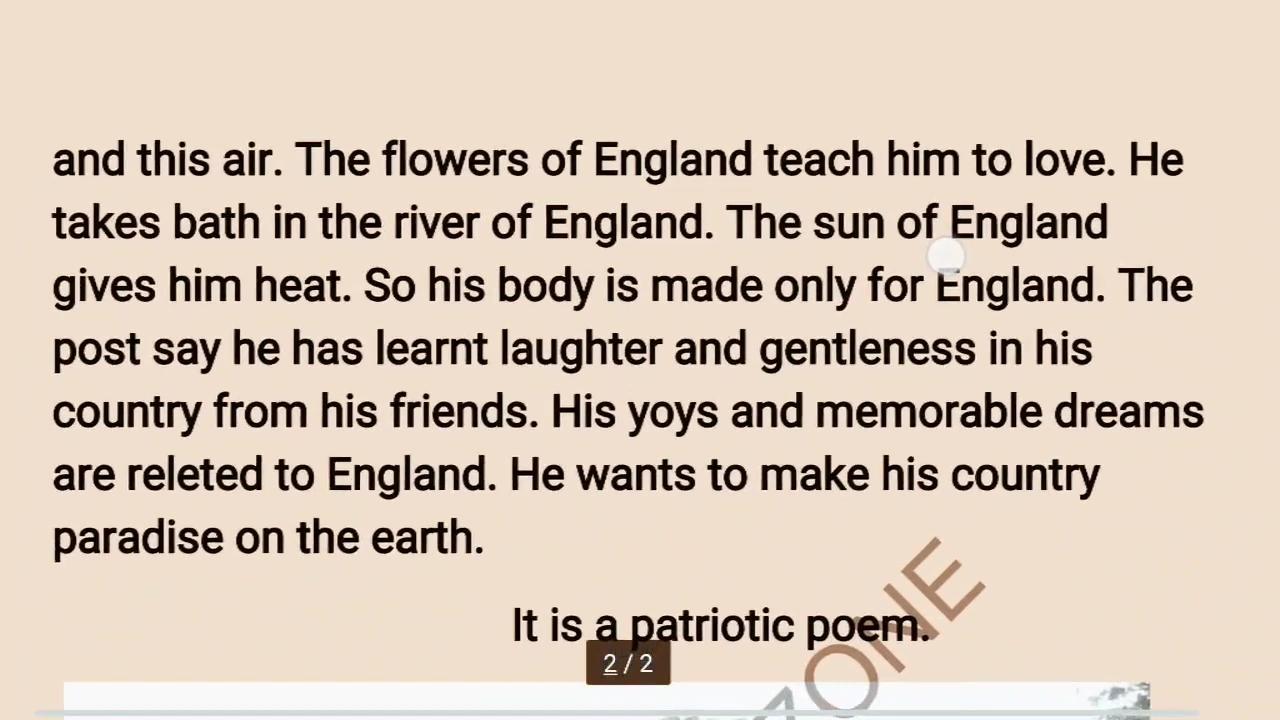 and this air. The flowers of England teach him to love. He
takes bath in the river of England. The sun of England
gives him heat. So his body is made only for England. The
post say he has learnt laughter and gentleness in his
country from his friends. His yoys and memorable dreams
are releted to England. He wants to make his country
paradise on the earth.
It is a patriotic poem.
2 / 2
ZONE